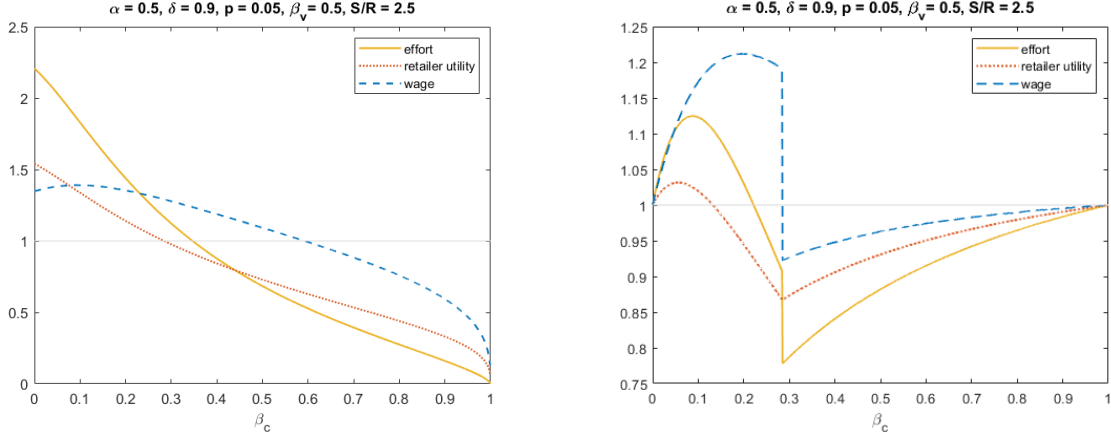 α = 0.5, δ = 0.9, p = 0.05, βv= 0.5, S/R = 2.5
2.5
2
1.5
1
0.5
0
effort
retailer utility
wage
0 0.1 0.2 0.3 0.4 0.5 0.6 0.7 0.8 0.9 1
βc
α = 0.5, δ = 0.9, p = 0.05, βv= 0.5, S/R = 2.5
1.25
1.2
1.15
1.1
1.05
1
0.95
0.9
0.85
0.8
0.75
effort
retailer utility
wage
0 0.1 0.2 0.3 0.4 0.5 0.6 0.7 0.8 0.9 1
βc